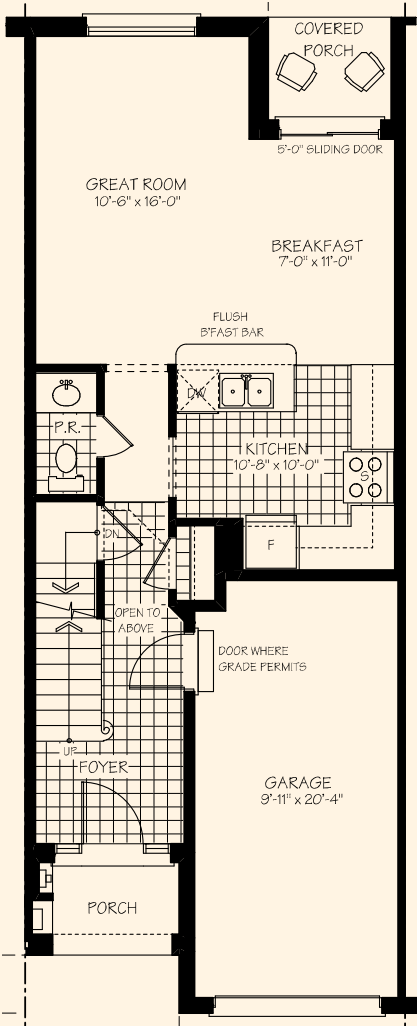 COVERED
PORCH
5'-0" SLIDING DOOR
GREAT ROOM
10'-6" x 16'-0"
BREAKFAST
7'-0" x 11'-0"
FLUSH
B'FAST BAR
DW
P.R.
KITCHEN
10'-8" x 10'-0"
S
DN
F
OPEN TO
ABOVE
DOOR WHERE
GRADE PERMITS
UP
FOYER
GARAGE
9'-11" x 20'-4"
PORCH